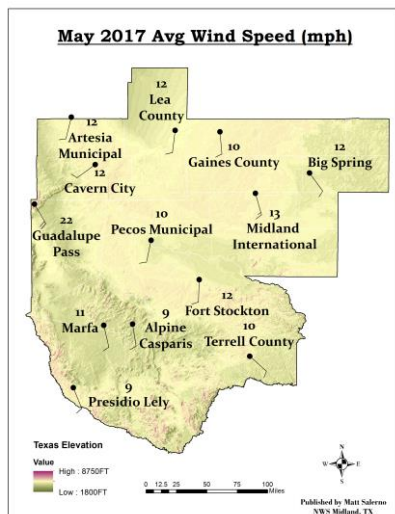 May 2017 Avg Wind Speed (mph)
12
Lea
County
12
Artesia
Municipal
10
Gaines County
12
Big Spring
12
Cavern City
22
Guadalupe
Pass
10
Pecos Municipal
13
Midland
International
12
Fort Stockton
11
Marfa
9
Alpine
Casparis
10
Terrell County
9
Presidio Lely
Texas Elevation
Value
High : 8750FT
Low : 1800FT
0 12.5 25 50 75 100
Miles
N
W E
S
Published by Matt Salerno
NWS Midland, TX